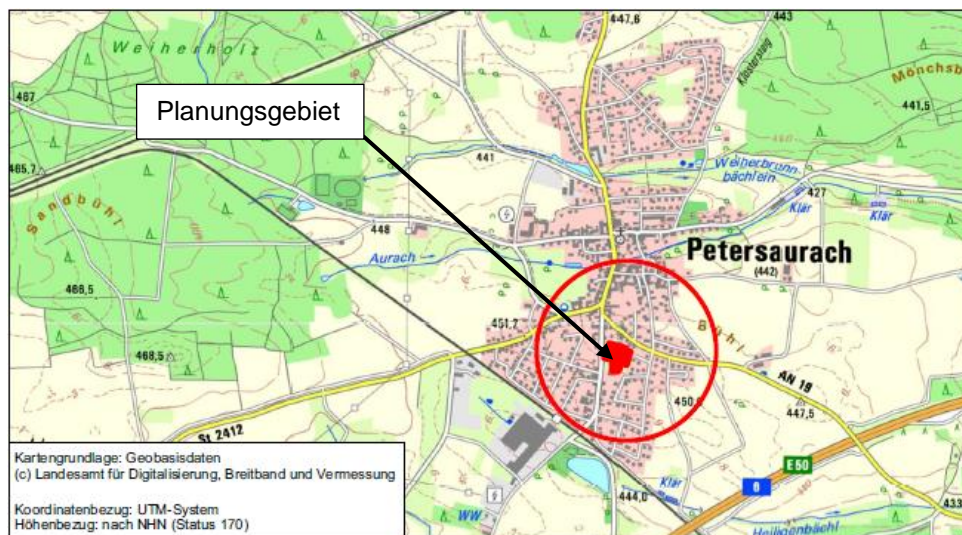 447,6
443
Weiherholz
Klostersteig
Mönchsb
467
Planungsgebiet
441,5
441
465,7
Weiherbrunn.
bächlein
427
Sandbühl
Klär
Klär
448
Petersaurach
(442)
Aurach
466,5
451,2
Bühl
468,5
AN 19
450,6
447,5
St 2412
E50
6
Klär
444,0
433
WW
Heiligenbächl
Kartengrundlage: Geobasisdaten
(c) Landesamt für Digitalisierung, Breitband und Vermessung
Koordinatenbezug: UTM-System
Höhenbezug: nach NHN (Status 170)